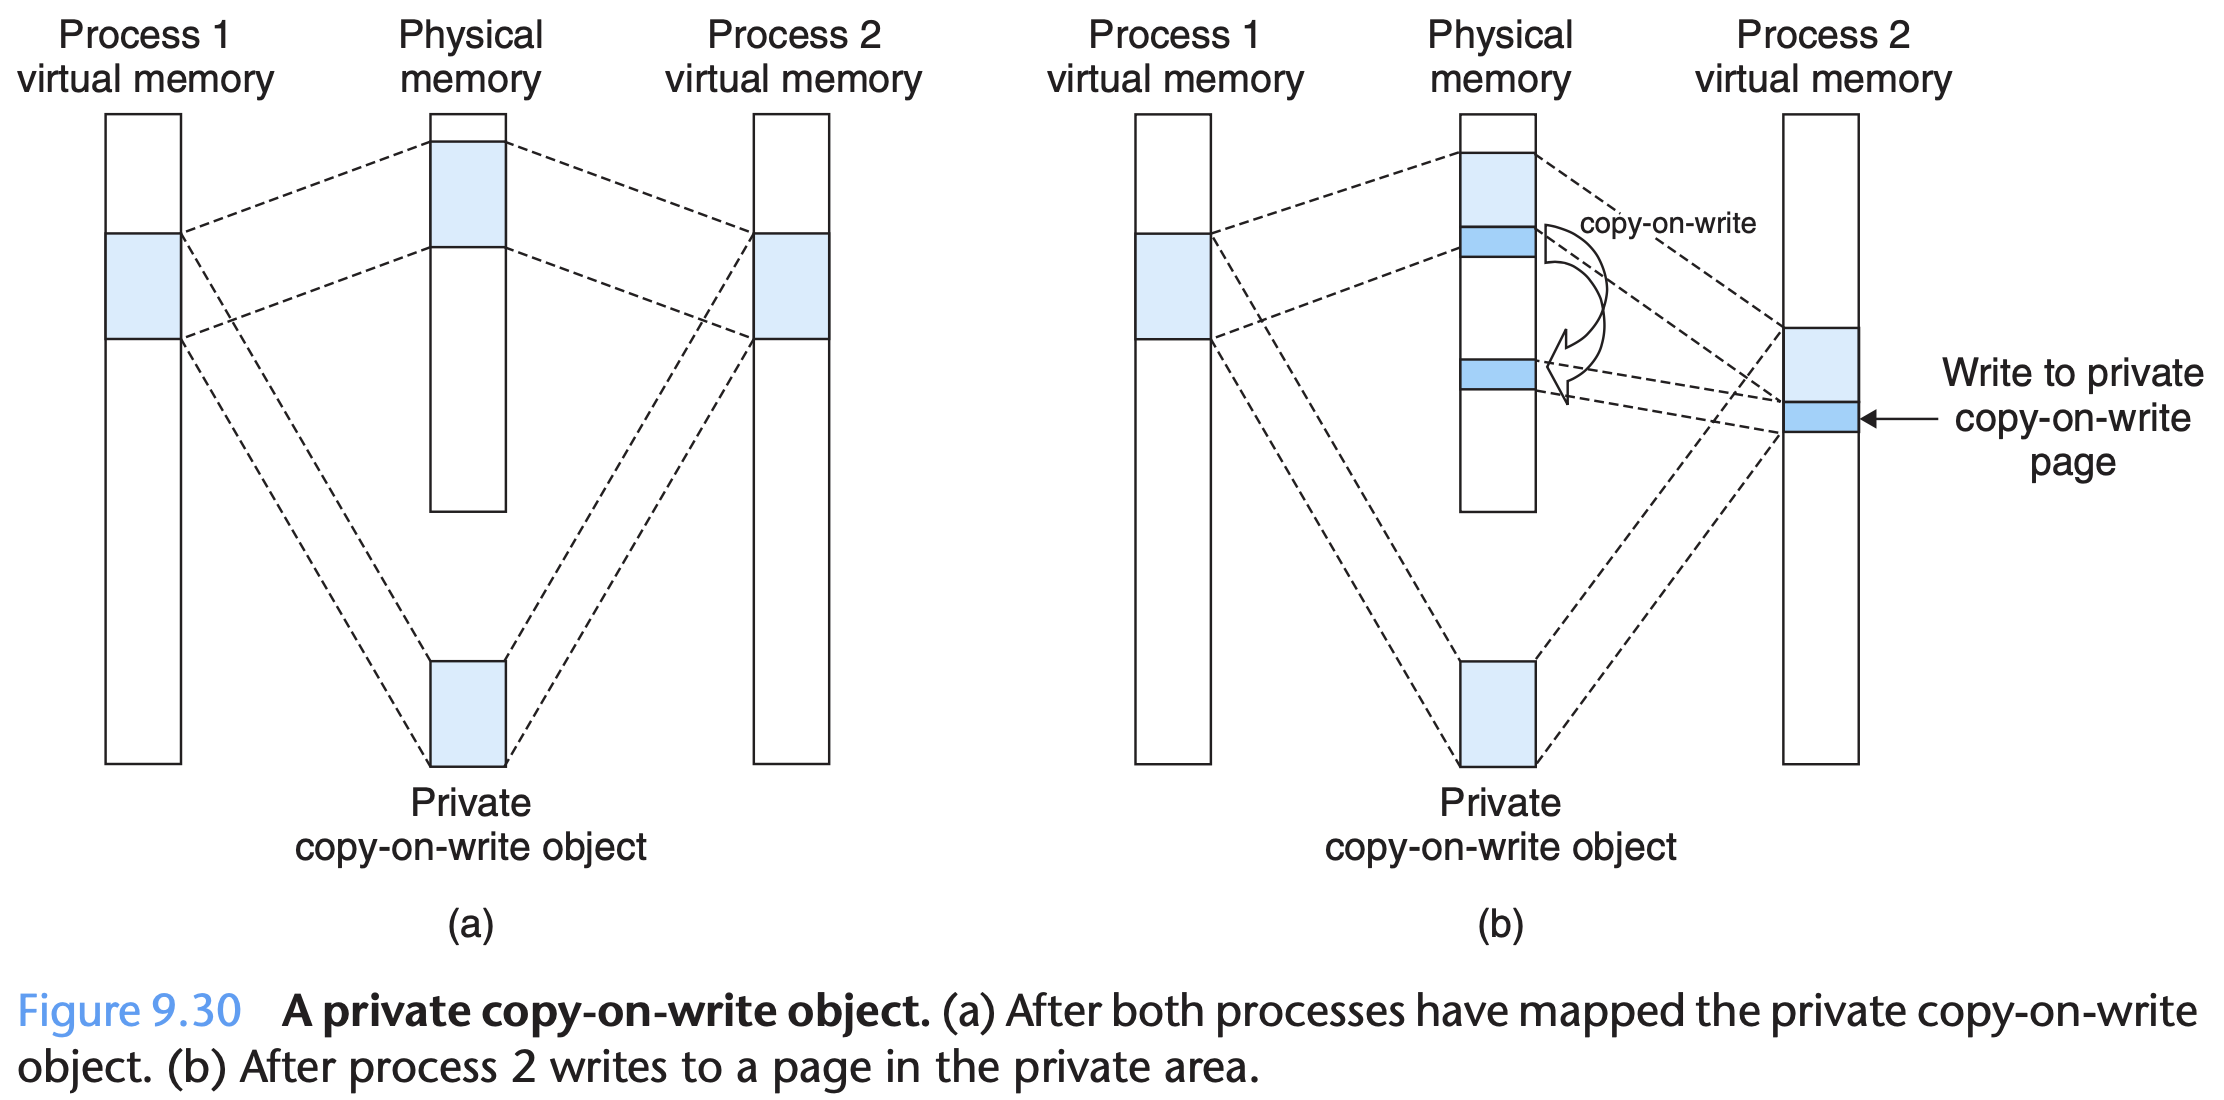 Process 1
virtual memory
Physical
memory
Process 2
virtual memory
Private
copy-on-write object
(a)
Process 1
virtual memory
Physical
memory
Process 2
virtual memory
copy-on-write
Write to private
copy-on-write
page
Private
copy-on-write object
(b)
Figure 9.30 A private copy-on-write object. (a) After both processes have mapped the private copy-on-write
object. (b) After process 2 writes to a page in the private area.